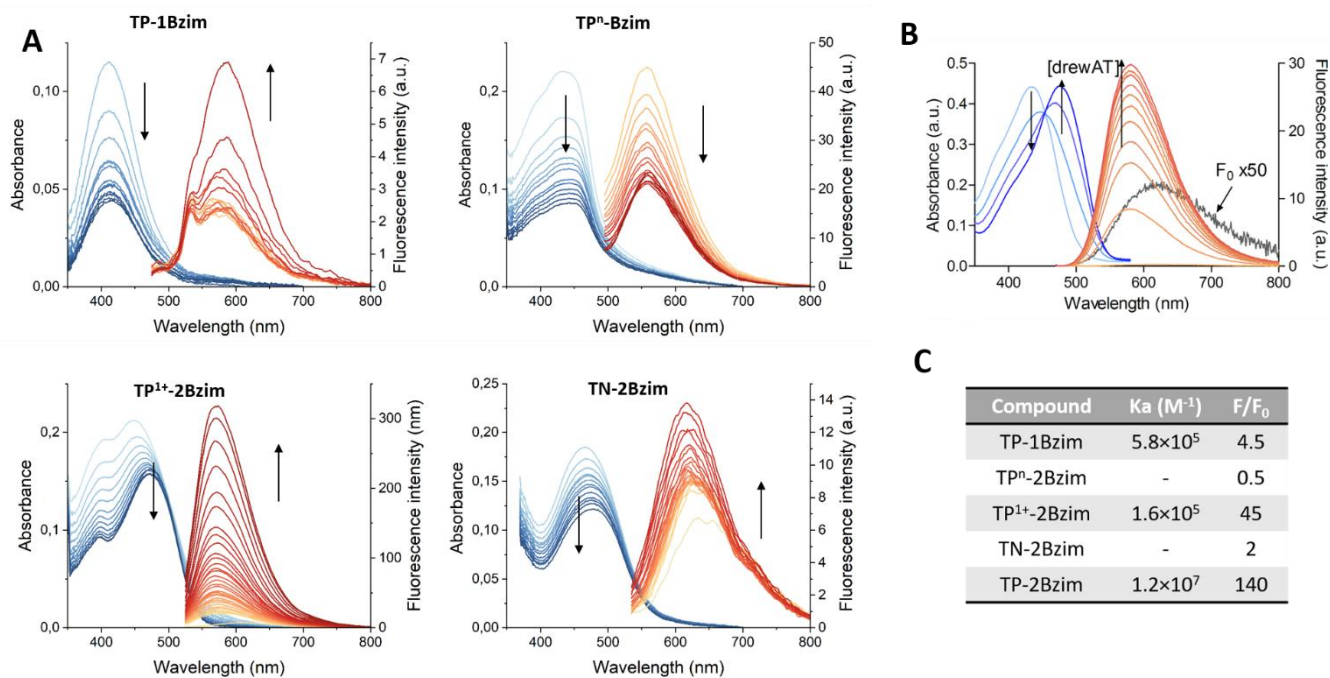 A
TP-1Bzim
Absorbance
0,10
0,05
0,00
400
500
600
700
800
Wavelength (nm)
7
6
5
4
3
2
1
0
Fluorescence intensity (a.u.)
TPⁿ-Bzim
Absorbance
0,2
0,1
0,0
400
500
600
700
800
Wavelength (nm)
50
40
30
20
10
0
Fluorescence intensity (a.u.)
B
Absorbance (a.u.)
0.5
0.4
0.3
0.2
0.1
0.0
[drewAT]
F₀ x50
400
500
600
700
800
Wavelength (nm)
30
20
10
0
Fluorescence intensity (a.u.)
TP¹⁺-2Bzim
Absorbance
0,2
0,1
0,0
400
500
600
700
800
Wavelength (nm)
300
200
100
0
Fluorescence intensity (nm)
TN-2Bzim
Absorbance
0,25
0,20
0,15
0,10
0,05
0,00
400
500
600
700
800
Wavelength (nm)
14
12
10
8
6
4
2
0
Fluorescence intensity (a.u.)
C
Compound Ka (M⁻¹) F/F₀
TP-1Bzim 5.8×10⁵ 4.5
TPⁿ-2Bzim - 0.5
TP¹⁺-2Bzim 1.6×10⁵ 45
TN-2Bzim - 2
TP-2Bzim 1.2×10⁷ 140